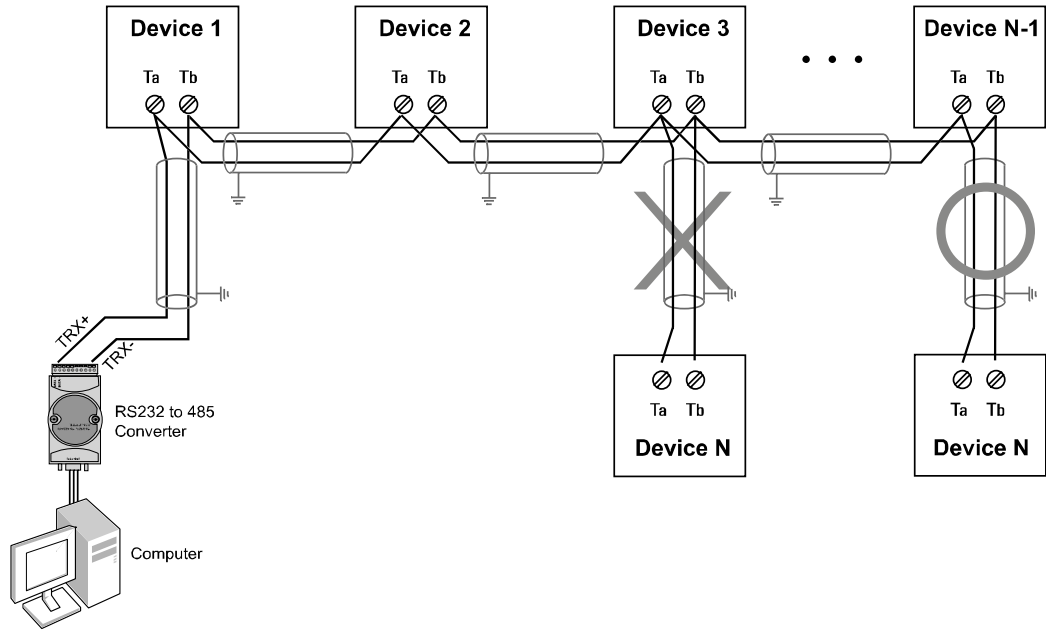 Device 1
Device 2
Device 3
Device N-1
Ta Tb
Ta Tb
Ta Tb
Ta Tb
TRX+
TRX-
RS232 to 485
Converter
Ta Tb
Device N
Ta Tb
Device N
Computer